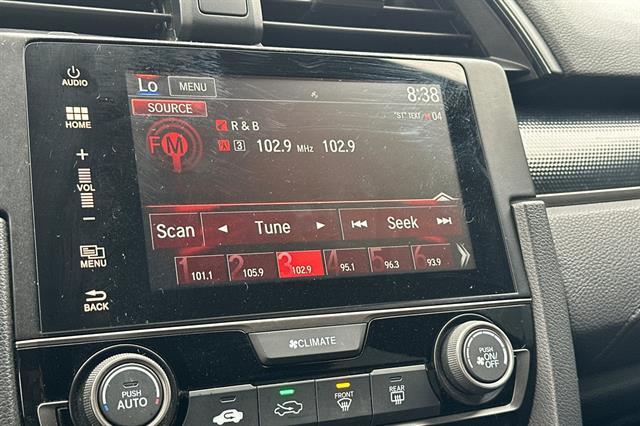 AUDIO
HOME
+
VOL
−
MENU
BACK
Lo
MENU
8:38
SOURCE
"ST" TEXT / M 04
FM
R & B
3 102.9 MHz 102.9
Scan
◄ Tune ►
|◄◄ Seek ►►|
1 101.1
2 105.9
3 102.9
4 95.1
5 96.3
6 93.9
CLIMATE
PUSH
AUTO
FRONT
REAR
PUSH
ON/
OFF